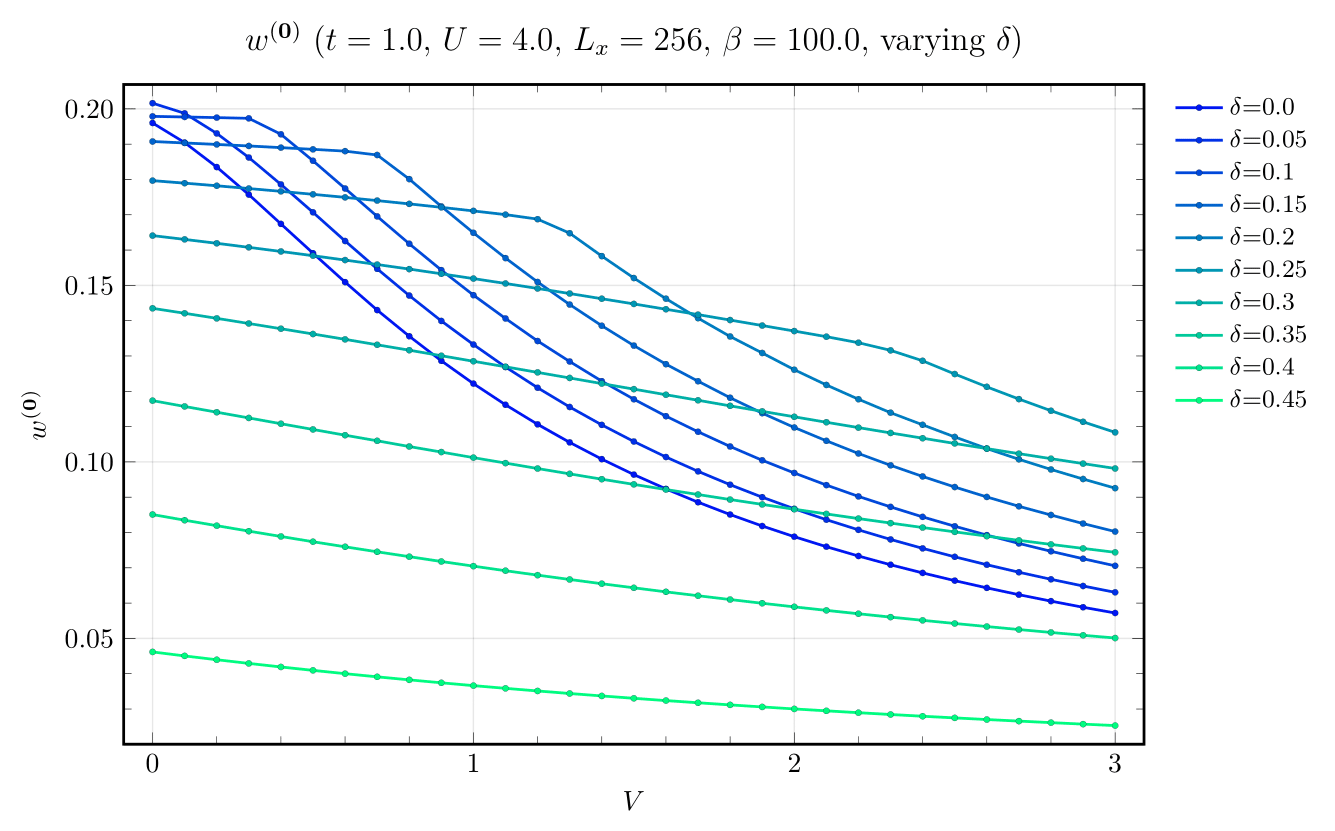 w^(0) (t = 1.0, U = 4.0, L_x = 256, β = 100.0, varying δ)
w^(0)
0.20
0.15
0.10
0.05
0 1 2 3
V
δ=0.0
δ=0.05
δ=0.1
δ=0.15
δ=0.2
δ=0.25
δ=0.3
δ=0.35
δ=0.4
δ=0.45